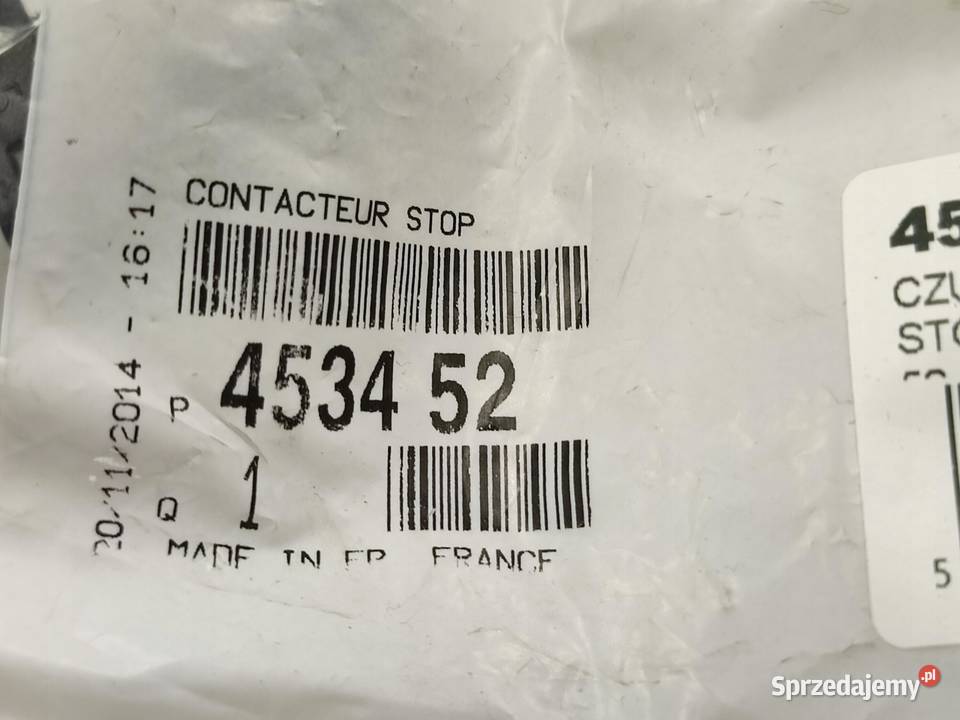 CONTACTEUR STOP
P 4534 52
Q 1
MADE IN FR FRANCE
20/11/2014 - 16:17
45
CZU
STO
5
Sprzedajemy.pl